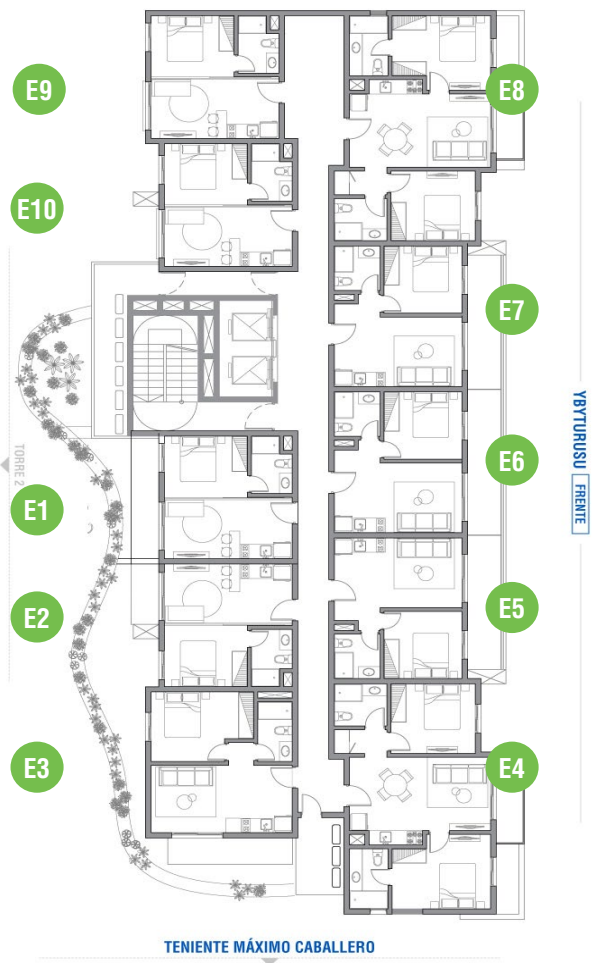 E9
E8
E10
E7
YBYTURUSU FRENTE
E6
TORRE 2
E1
E5
E2
E3
E4
TENIENTE MÁXIMO CABALLERO